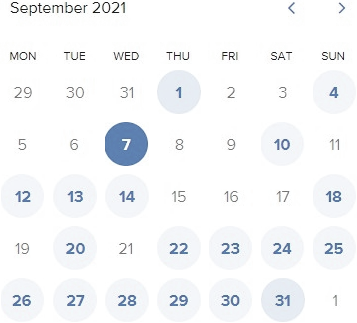 September 2021
MON TUE WED THU FRI SAT SUN
29 30 31 1 2 3 4
5 6 7 8 9 10 11
12 13 14 15 16 17 18
19 20 21 22 23 24 25
26 27 28 29 30 31 1